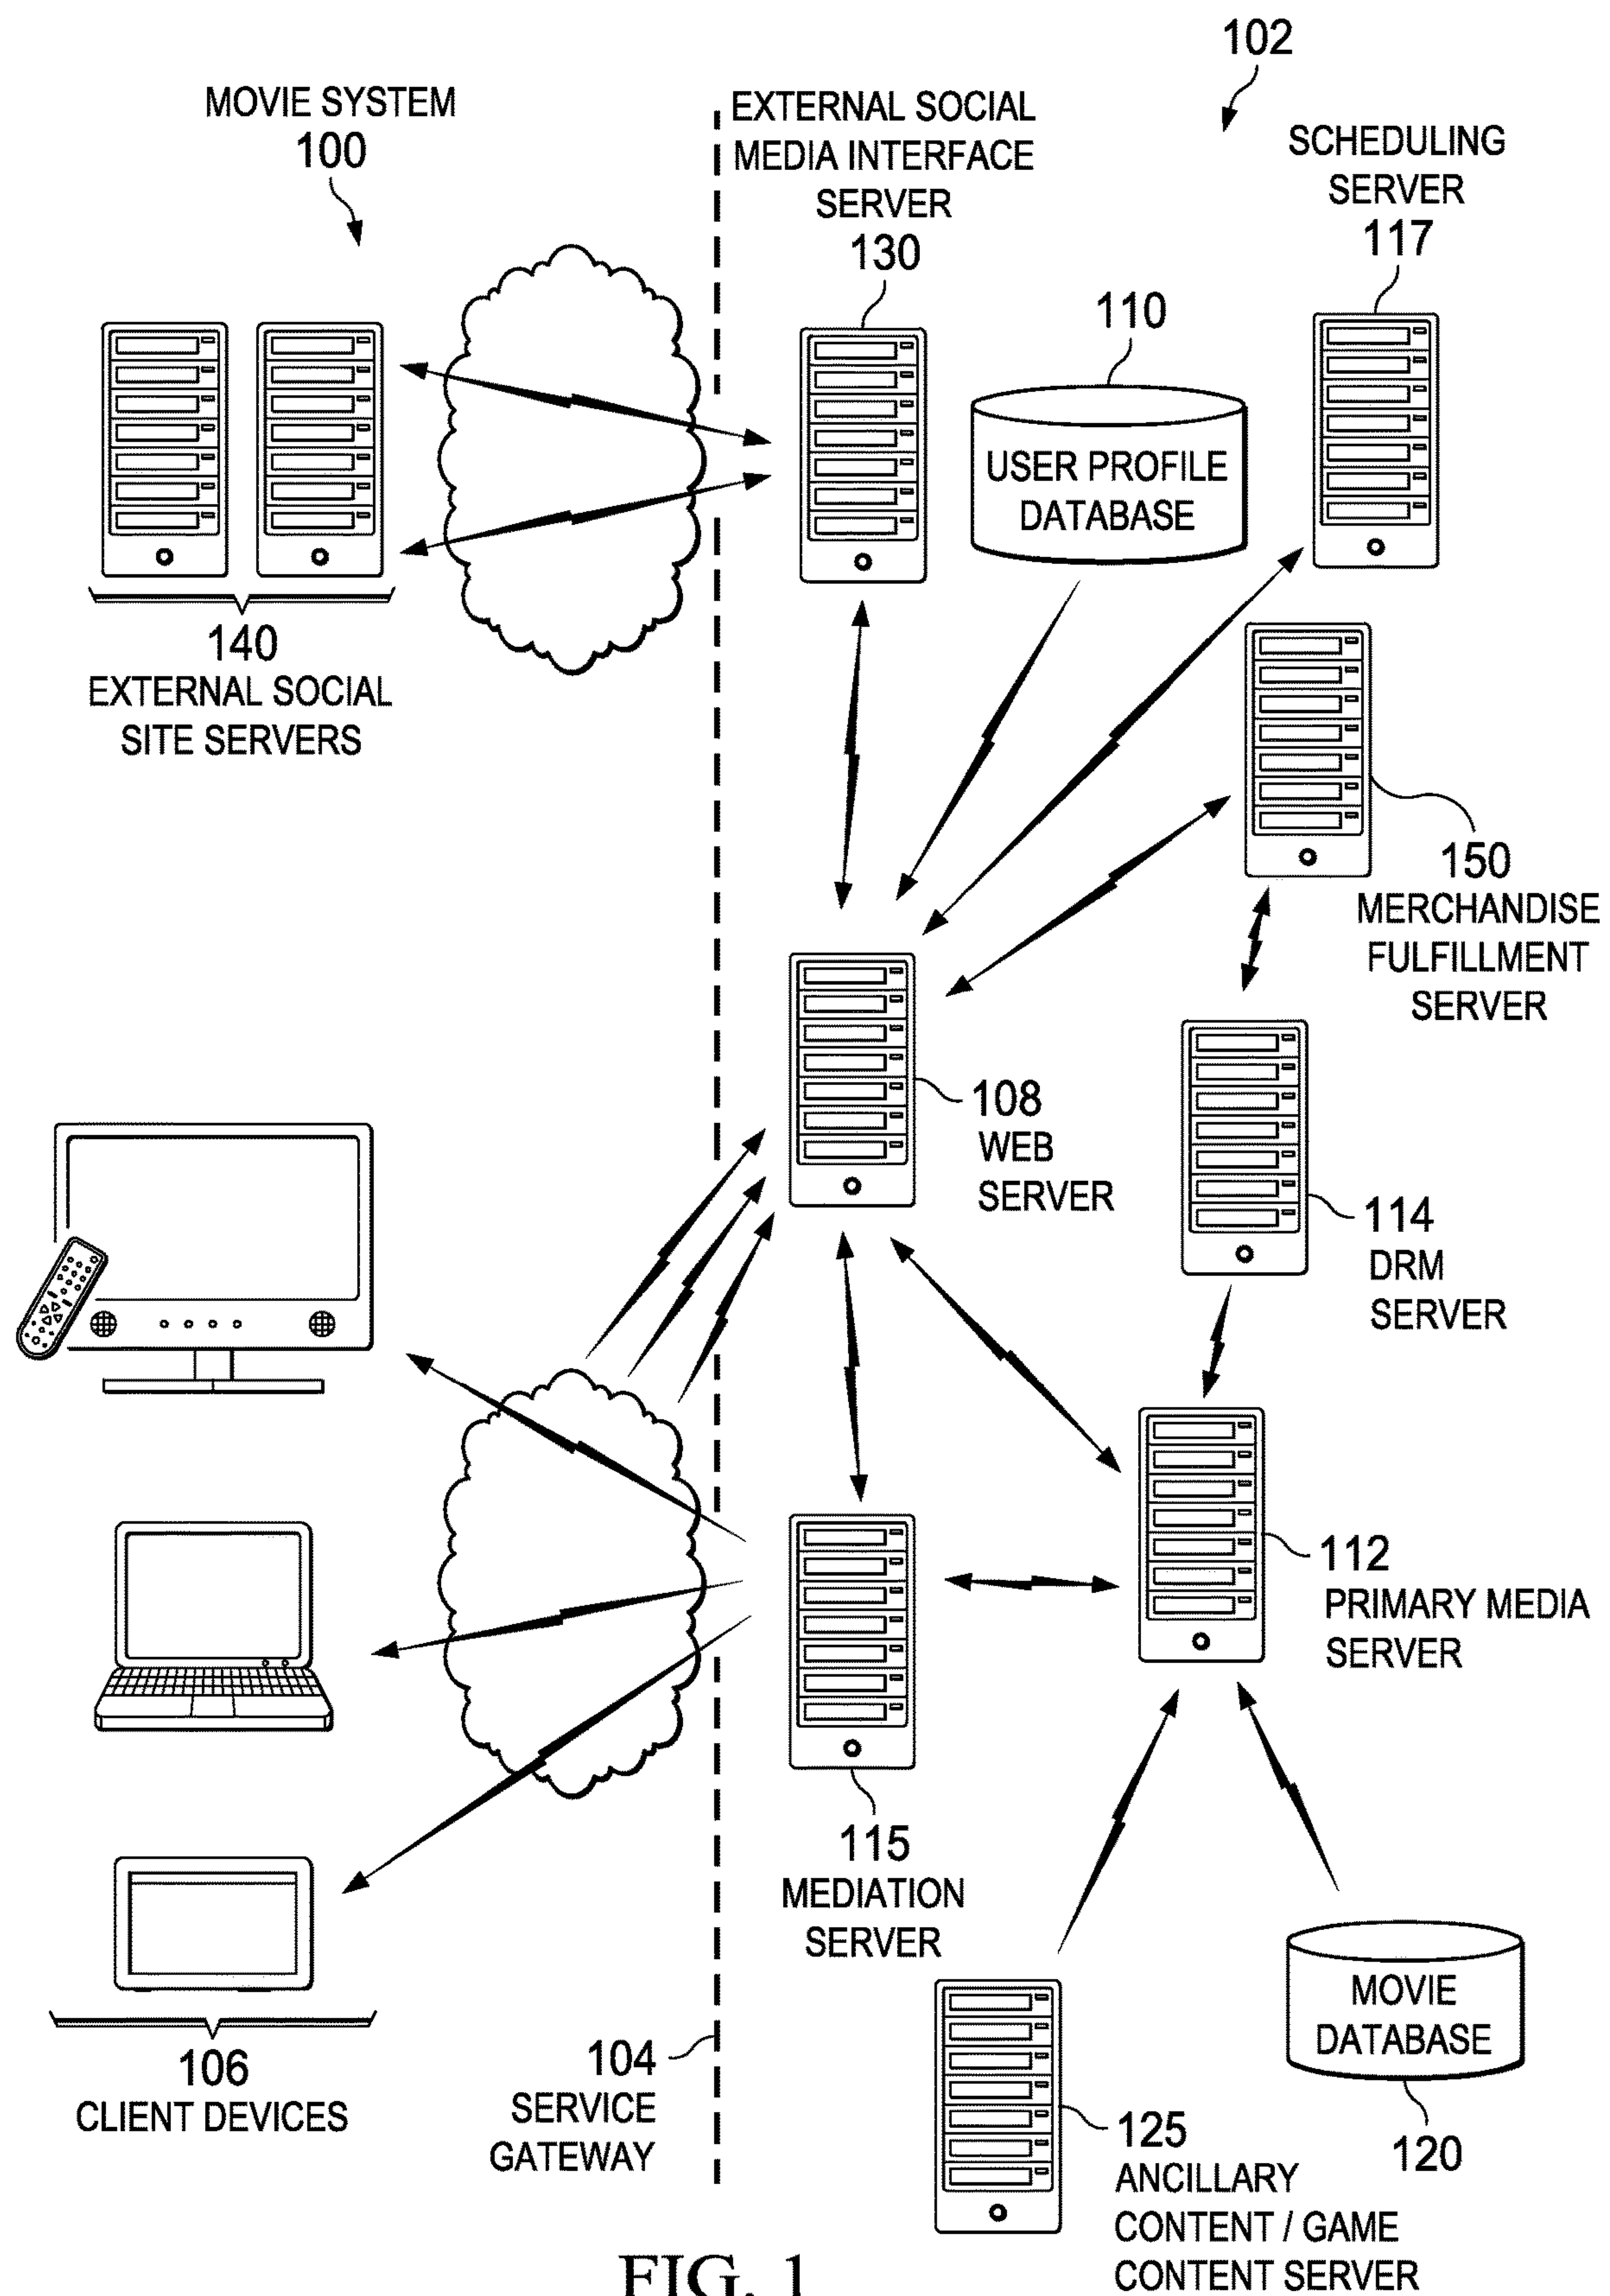 102
MOVIE SYSTEM
100
EXTERNAL SOCIAL
MEDIA INTERFACE
SERVER
130
SCHEDULING
SERVER
117
110
USER PROFILE
DATABASE
140
EXTERNAL SOCIAL
SITE SERVERS
150
MERCHANDISE
FULFILLMENT
SERVER
108
WEB
SERVER
114
DRM
SERVER
112
PRIMARY MEDIA
SERVER
115
MEDIATION
SERVER
MOVIE
DATABASE
120
106
CLIENT DEVICES
104
SERVICE
GATEWAY
125
ANCILLARY
CONTENT / GAME
CONTENT SERVER
FIG. 1